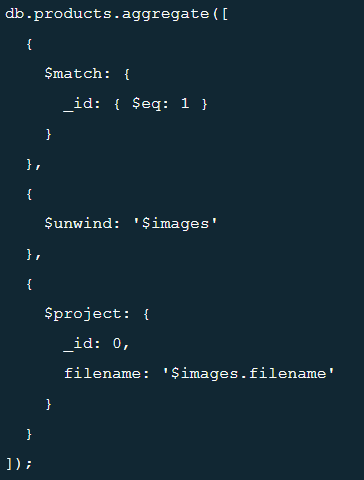 db.products.aggregate([
  {
    $match: {
      _id: { $eq: 1 }
    }
  },
  {
    $unwind: '$images'
  },
  {
    $project: {
      _id: 0,
      filename: '$images.filename'
    }
  }
]);